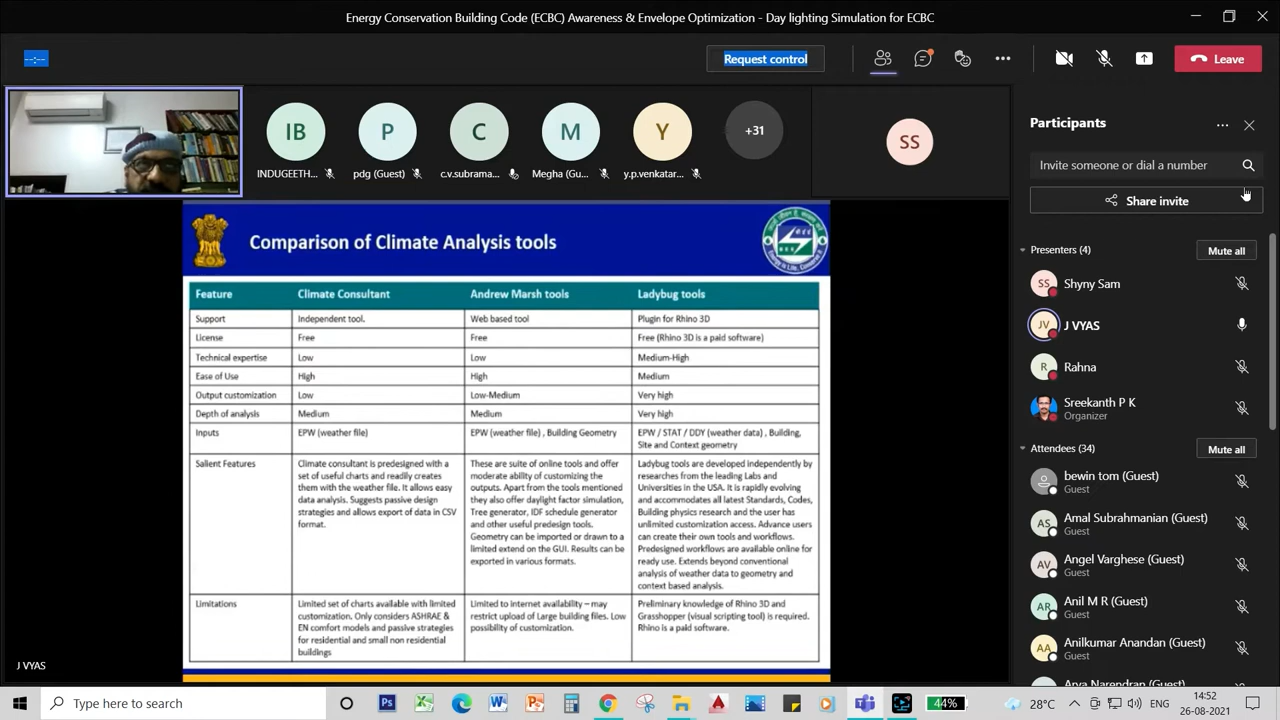 Energy Conservation Building Code (ECBC) Awareness & Envelope Optimization - Day lighting Simulation for ECBC
--:--
Request control
Leave
IB
P
C
M
Y
+31
SS
INDUGEETH...
pdg (Guest)
c.v.subrama...
Megha (Gu...
y.p.venkatar...
Participants
Invite someone or dial a number
Share invite
Presenters (4)
Mute all
SS
Shyny Sam
JV
J VYAS
R
Rahna
Sreekanth P K
Organizer
Attendees (34)
Mute all
bewin tom (Guest)
Guest
AS
Amal Subramanian (Guest)
Guest
AV
Angel Varghese (Guest)
Guest
AR
Anil N R (Guest)
Guest
AA
Anilkumar Anandan (Guest)
Guest
Arya Narendran (Guest)
Comparison of Climate Analysis tools
Feature
Climate Consultant
Andrew Marsh tools
Ladybug tools
Support
Independent tool.
Web based tool
Plugin for Rhino 3D
License
Free
Free
Free (Rhino 3D is a paid software)
Technical expertise
Low
Low
Medium-High
Ease of Use
High
High
Medium
Output customization
Low
Low-Medium
Very high
Depth of analysis
Medium
Medium
Very high
Inputs
EPW (weather file)
EPW (weather file) , Building Geometry
EPW / STAT / DDY (weather data) , Building,
Site and Context geometry
Salient Features
Climate consultant is predesigned with a
set of useful charts and readily creates
them with the weather file. It allows easy
data analysis. Suggests passive design
strategies and allows export of data in CSV
format.
These are suite of online tools and offer
moderate ability of customizing the
outputs. Apart from the tools mentioned
they also offer daylight factor simulation,
Tree generator, IDF schedule generator
and other useful predesign tools.
Geometry can be imported or drawn to a
limited extend on the GUI. Results can be
exported in various formats.
Ladybug tools are developed independently by
researches from the leading Labs and
Universities in the USA. It is rapidly evolving
and accommodates all latest Standards, Codes,
Building physics research and the user has
unlimited customization access. Advance users
can create their own tools and workflows.
Predesigned workflows are available online for
ready use. Extends beyond conventional
analysis of weather data to geometry and
context based analysis.
Limitations
Limited set of charts available with limited
customization. Only considers ASHRAE &
EN comfort models and passive strategies
for residential and small non residential
buildings
Limited to Internet availability – may
restrict upload of Large building files. Low
possibility of customization.
Preliminary knowledge of Rhino 3D and
Grasshopper (visual scripting tool) is required.
Rhino is a paid software.
J VYAS
Type here to search
Ps
W
44%
28°C
ENG
14:52
26-08-2021